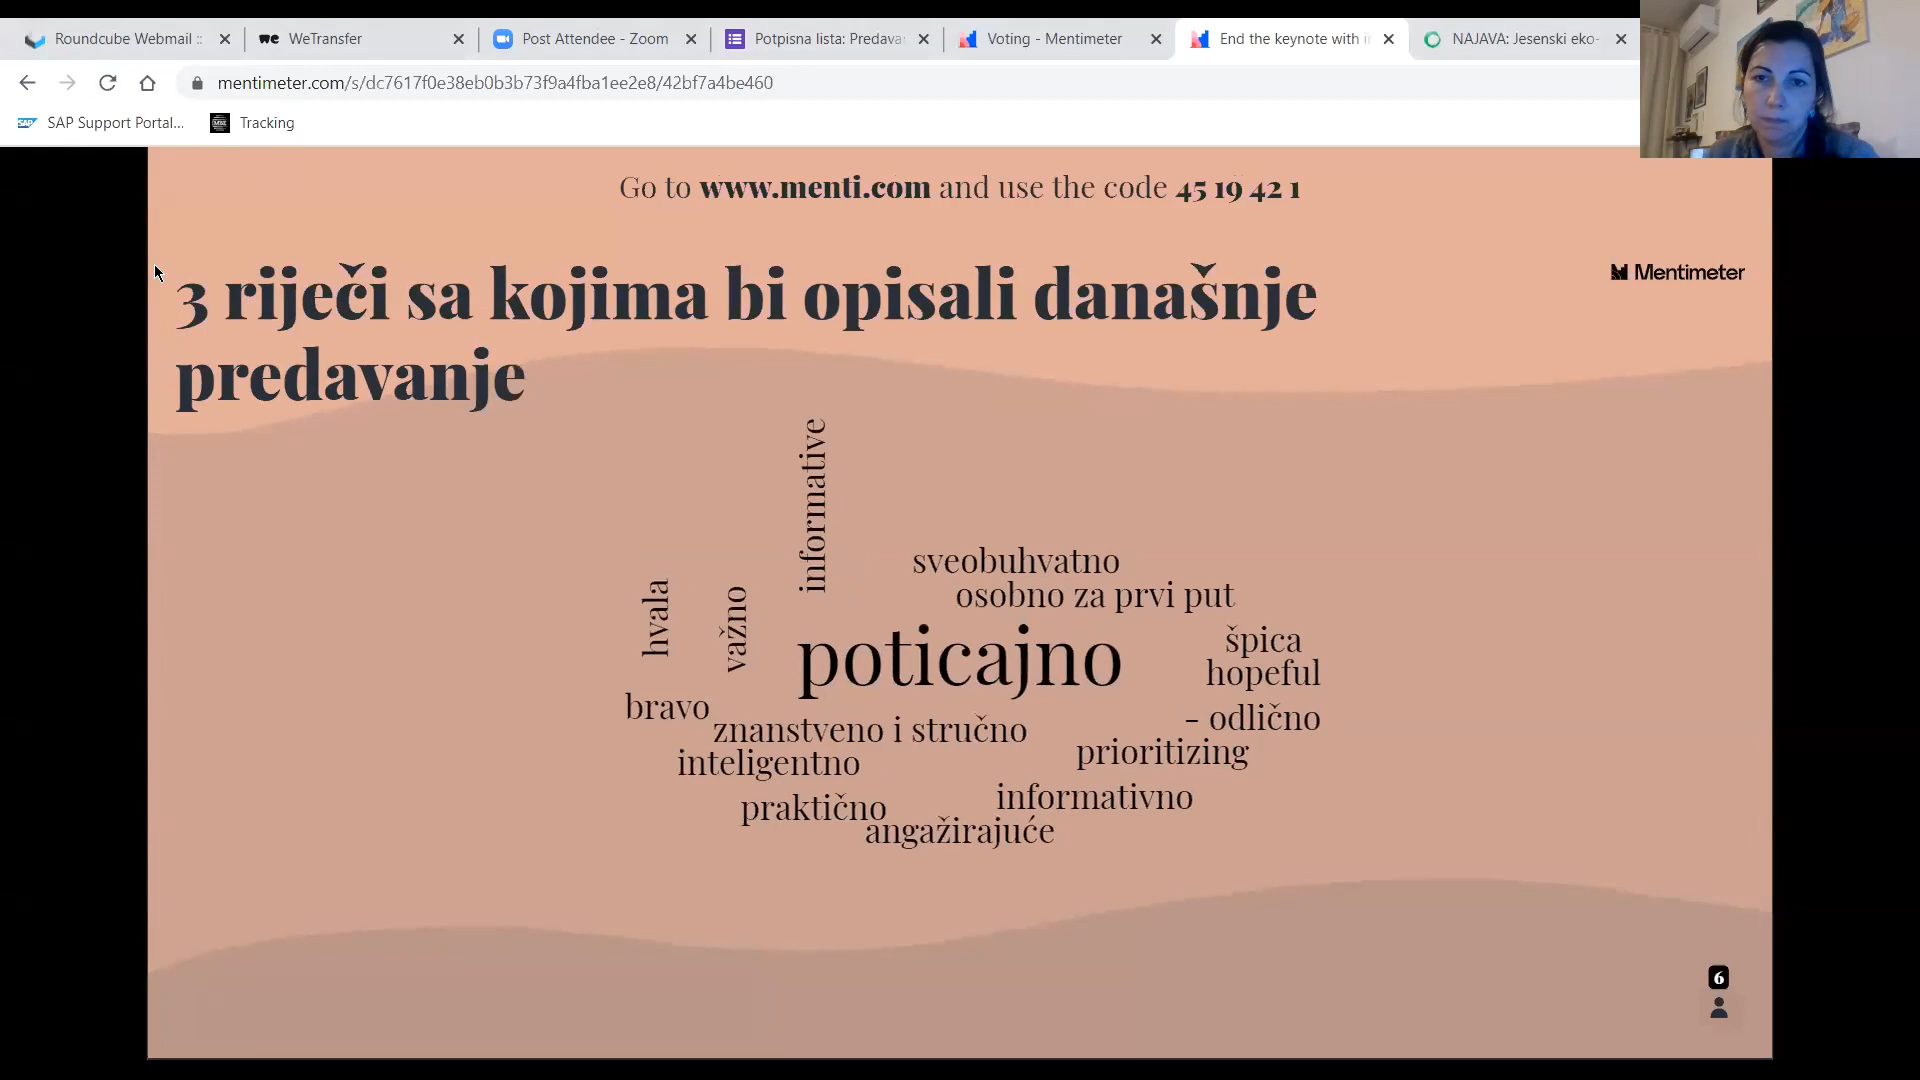 Roundcube Webmail ::
WeTransfer
Post Attendee - Zoom
Potpisna lista: Predava
Voting - Mentimeter
End the keynote with i
NAJAVA: Jesenski eko-
mentimeter.com/s/dc7617f0e38eb0b3b73f9a4fba1ee2e8/42bf7a4be460
SAP Support Portal...
Tracking
Go to www.menti.com and use the code 45 19 42 1
3 riječi sa kojima bi opisali današnje
predavanje
Mentimeter
informative
sveobuhvatno
osobno za prvi put
hvala
važno
poticajno
špica
hopeful
bravo
- odlično
znanstveno i stručno
prioritizing
inteligentno
informativno
praktično
angažirajuće
6